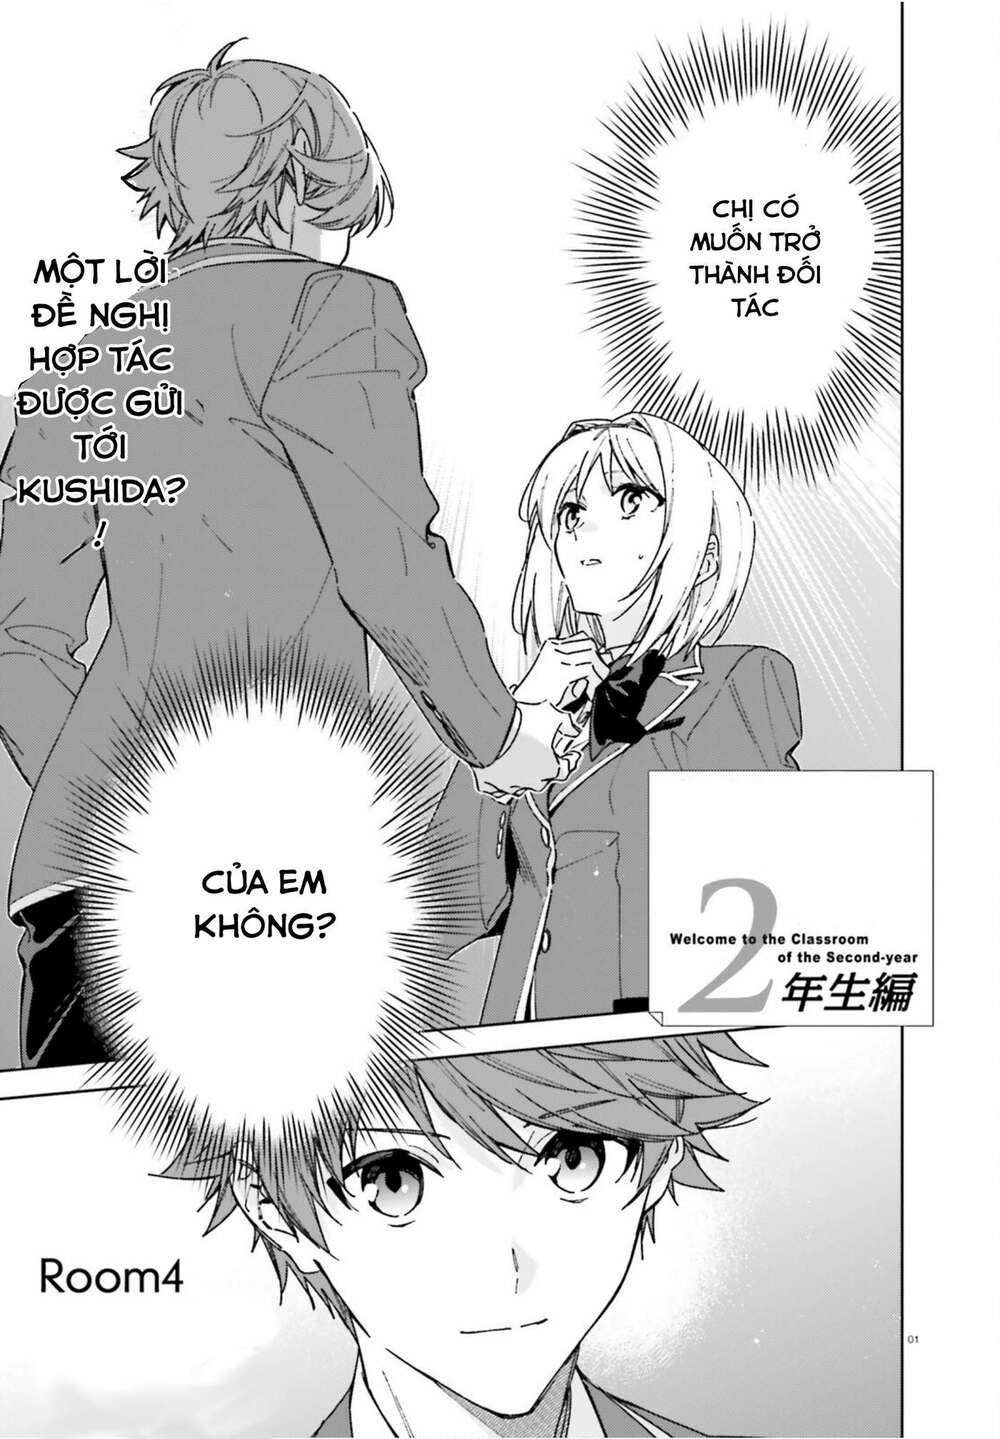 CHỊ CÓ
MUỐN TRỞ
THÀNH ĐỐI
TÁC
MỘT LỜI
ĐỀ NGHỊ
HỢP TÁC
ĐƯỢC GỬI
TỚI
KUSHIDA?
!
CỦA EM
KHÔNG?
2
Welcome to the Classroom
of the Second-year
年生編
Room4
01